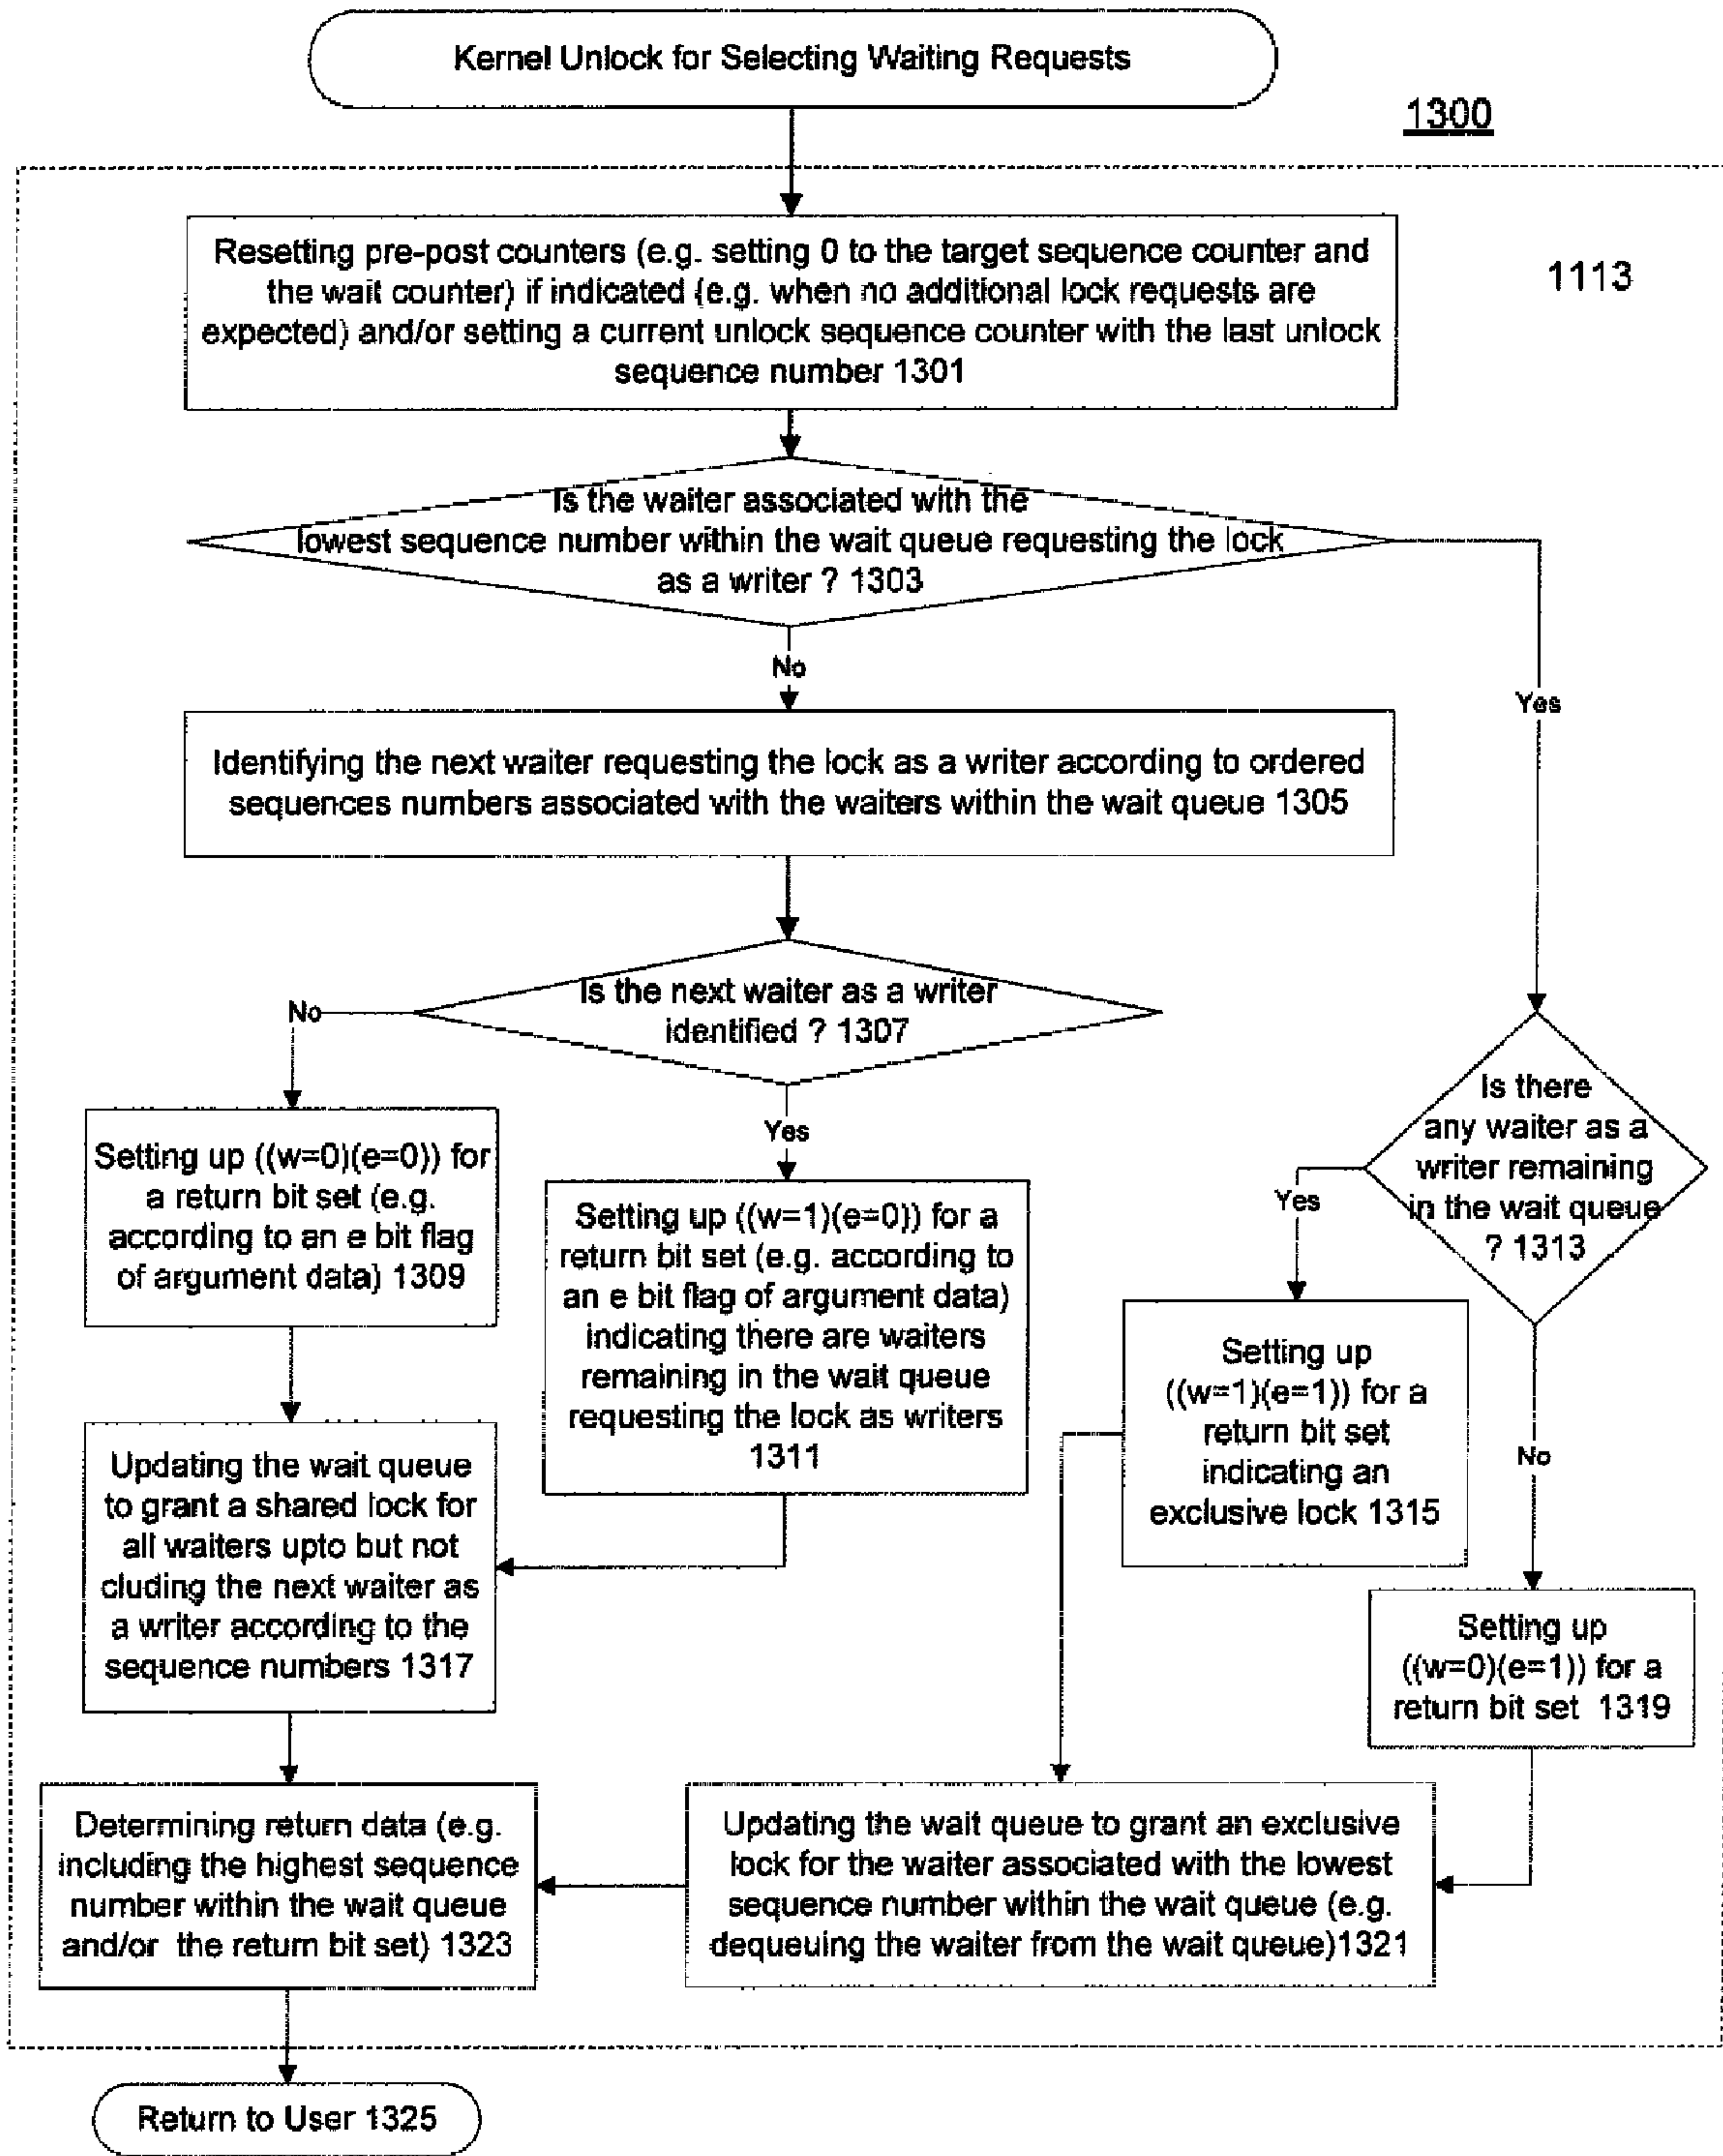 Kernel Unlock for Selecting Waiting Requests
1300
1113
Resetting pre-post counters (e.g. setting 0 to the target sequence counter and
the wait counter) if indicated (e.g. when no additional lock requests are
expected) and/or setting a current unlock sequence counter with the last unlock
sequence number 1301
Is the waiter associated with the
lowest sequence number within the wait queue requesting the lock
as a writer ? 1303
No
Yes
Identifying the next waiter requesting the lock as a writer according to ordered
sequences numbers associated with the waiters within the wait queue 1305
Is the next waiter as a writer
identified ? 1307
No
Yes
Is there
any waiter as a
writer remaining
in the wait queue
? 1313
Yes
No
Setting up ((w=0)(e=0)) for
a return bit set (e.g.
according to an e bit flag
of argument data) 1309
Setting up ((w=1)(e=0)) for a
return bit set (e.g. according to
an e bit flag of argument data)
indicating there are waiters
remaining in the wait queue
requesting the lock as writers
1311
Setting up
((w=1)(e=1)) for a
return bit set
indicating an
exclusive lock 1315
Updating the wait queue
to grant a shared lock for
all waiters upto but not
cluding the next waiter as
a writer according to the
sequence numbers 1317
Setting up
((w=0)(e=1)) for a
return bit set 1319
Determining return data (e.g.
including the highest sequence
number within the wait queue
and/or the return bit set) 1323
Updating the wait queue to grant an exclusive
lock for the waiter associated with the lowest
sequence number within the wait queue (e.g.
dequeuing the waiter from the wait queue)1321
Return to User 1325